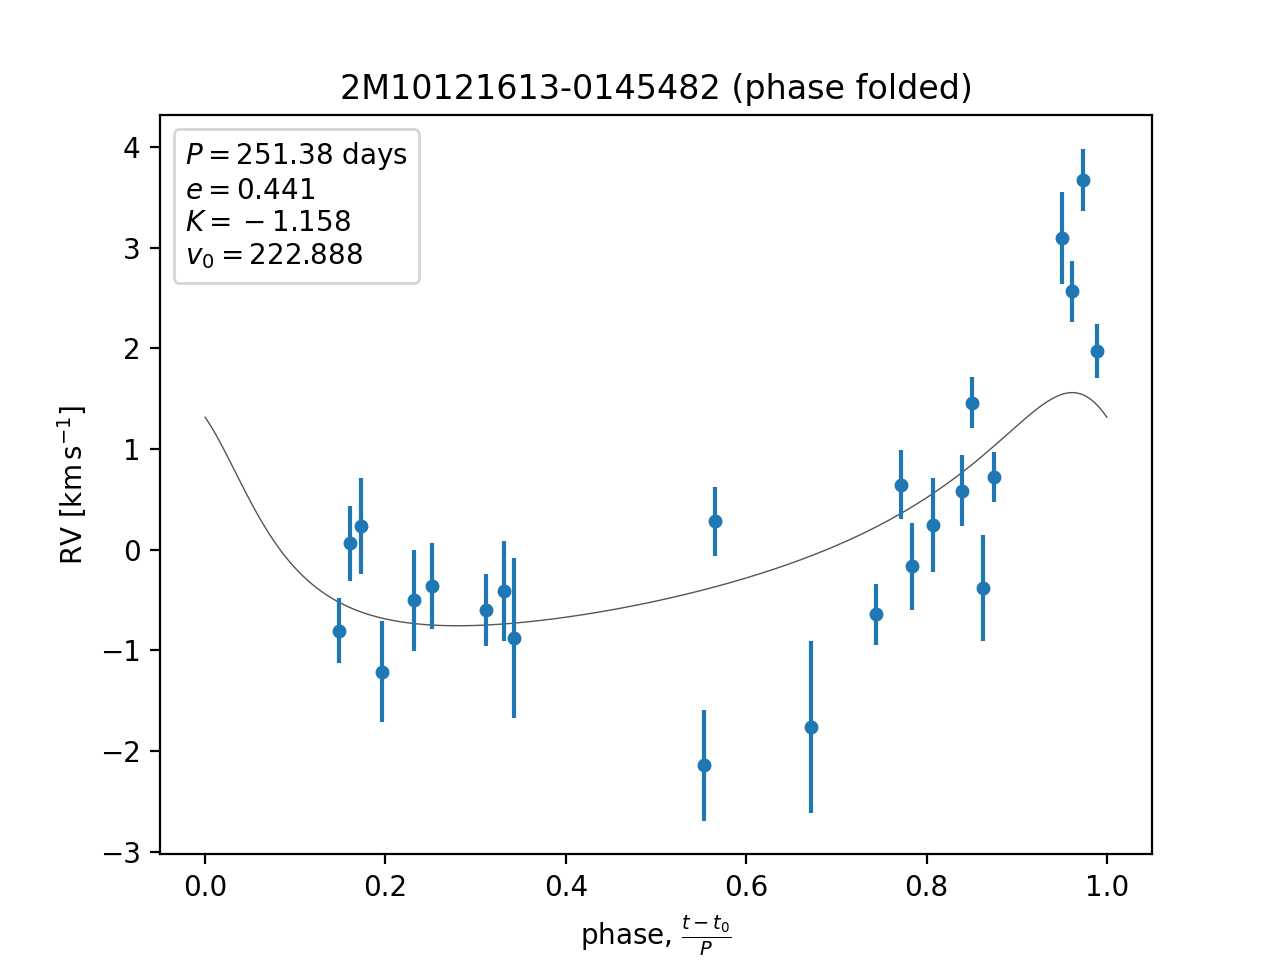 2M10121613-0145482 (phase folded)
P = 251.38 days
e = 0.441
K = −1.158
v₀ = 222.888
4
3
2
1
0
−1
−2
−3
RV [km s⁻¹]
0.0 0.2 0.4 0.6 0.8 1.0
phase, (t − t₀)/P